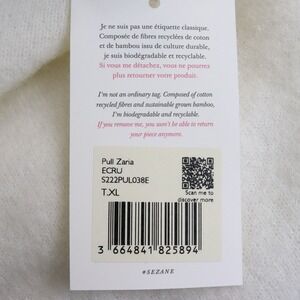 Je ne suis pas une étiquette classique.
Composée de fibres recyclées de coton
et de bambou issu de culture durable,
je suis biodégradable et recyclable.
Si vous me détachez, vous ne pourrez
plus retourner votre produit.
I'm not an ordinary tag. Composed of cotton
recycled fibres and sustainable grown bamboo,
I'm biodegradable and recyclable.
If you remove me, you won't be able to return
your piece anymore.
Pull Zaria
ECRU
S222PUL038E
T.XL
Scan me to
discover more
3 664841 825894
#SEZANE